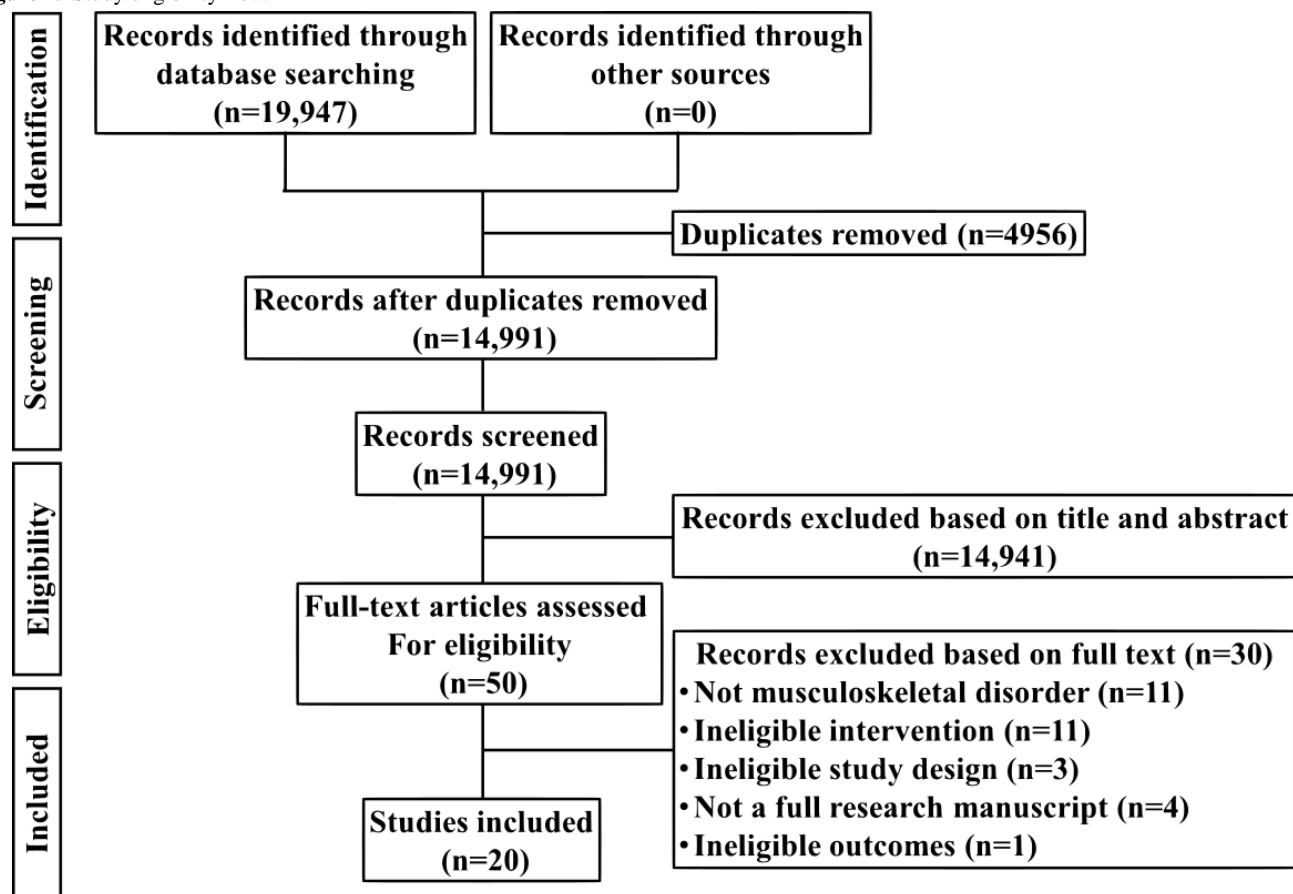 Identification
Records identified through
database searching
(n=19,947)
Records identified through
other sources
(n=0)
Duplicates removed (n=4956)
Screening
Records after duplicates removed
(n=14,991)
Records screened
(n=14,991)
Eligibility
Records excluded based on title and abstract
(n=14,941)
Full-text articles assessed
For eligibility
(n=50)
Records excluded based on full text (n=30)
• Not musculoskeletal disorder (n=11)
• Ineligible intervention (n=11)
• Ineligible study design (n=3)
• Not a full research manuscript (n=4)
• Ineligible outcomes (n=1)
Included
Studies included
(n=20)